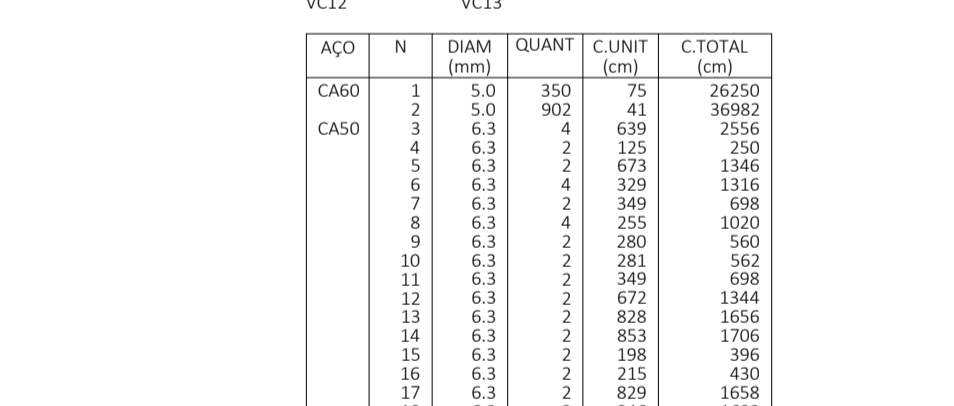 VC12 VC13
AÇO N DIAM QUANT C.UNIT C.TOTAL
(mm) (cm) (cm)
CA60 1 5.0 350 75 26250
2 5.0 902 41 36982
CA50 3 6.3 4 639 2556
4 6.3 2 125 250
5 6.3 2 673 1346
6 6.3 4 329 1316
7 6.3 2 349 698
8 6.3 4 255 1020
9 6.3 2 280 560
10 6.3 2 281 562
11 6.3 2 349 698
12 6.3 2 672 1344
13 6.3 2 828 1656
14 6.3 2 853 1706
15 6.3 2 198 396
16 6.3 2 215 430
17 6.3 2 829 1658